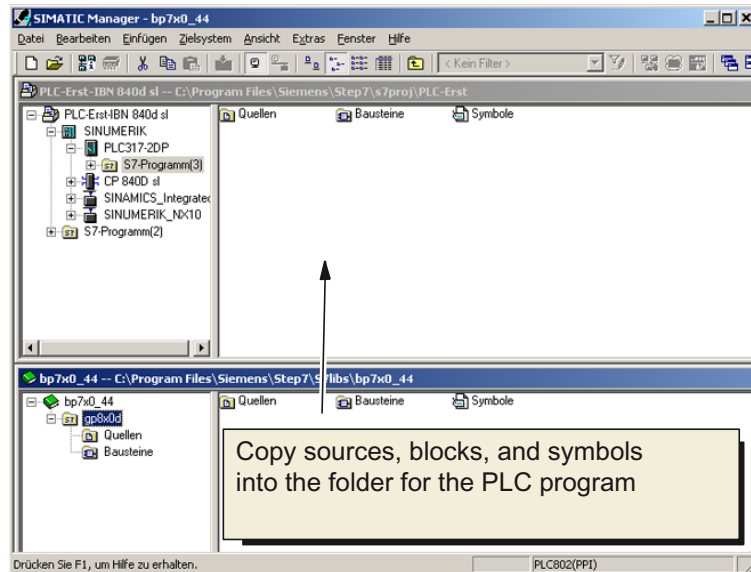 SIMATIC Manager - bp7x0_44
Datei Bearbeiten Einfügen Zielsystem Ansicht Extras Fenster Hilfe
< Kein Filter >
PLC-Erst-IBN 840d sl -- C:\Program Files\Siemens\Step7\s7proj\PLC-Erst
PLC-Erst-IBN 840d sl
SINUMERIK
PLC317-2DP
S7-Programm(3)
CP 840D sl
SINAMICS_Integrated
SINUMERIK_NX10
S7-Programm(2)
Quellen Bausteine Symbole
bp7x0_44 -- C:\Program Files\Siemens\Step7\S7libs\bp7x0_44
bp7x0_44
gp8x0d
Quellen
Bausteine
Quellen Bausteine Symbole
Copy sources, blocks, and symbols
into the folder for the PLC program
Drücken Sie F1, um Hilfe zu erhalten.
PLC802(PPI)